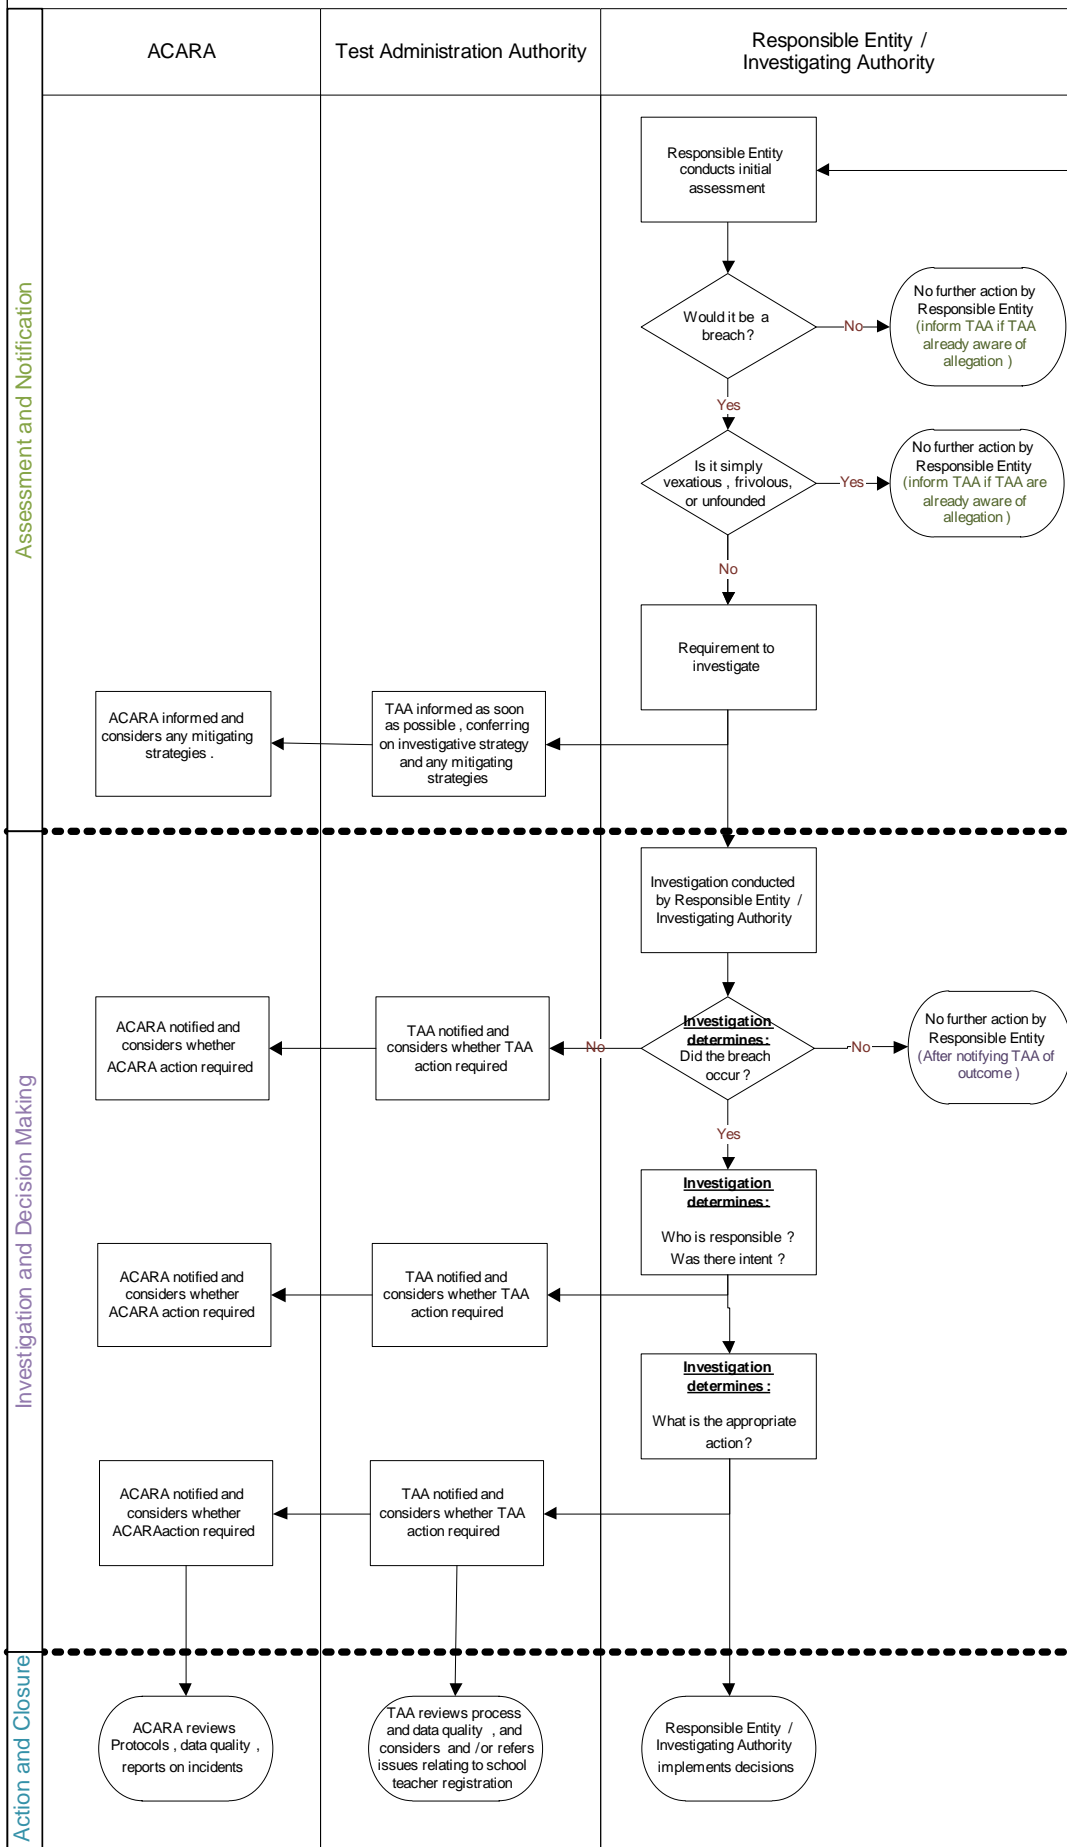 ACARA
Test Administration Authority
Responsible Entity /
Investigating Authority
Assessment and Notification
Responsible Entity
conducts initial
assessment
Would it be a
breach ?
No
No further action by
Responsible Entity
(inform TAA if TAA
already aware of
allegation )
Yes
Is it simply
vexatious , frivolous,
or unfounded
Yes
No further action by
Responsible Entity
(inform TAA if TAA are
already aware of
allegation )
No
Requirement to
investigate
ACARA informed and
considers any mitigating
strategies .
TAA informed as soon
as possible , conferring
on investigative strategy
and any mitigating
strategies
Investigation and Decision Making
Investigation conducted
by Responsible Entity /
Investigating Authority
ACARA notified and
considers whether
ACARA action required
TAA notified and
considers whether TAA
action required
No
Investigation
determines:
Did the breach
occur ?
No
No further action by
Responsible Entity
(After notifying TAA of
outcome )
Yes
Investigation
determines:
Who is responsible ?
Was there intent ?
ACARA notified and
considers whether
ACARA action required
TAA notified and
considers whether TAA
action required
Investigation
determines :
What is the appropriate
action?
ACARA notified and
considers whether
ACARAaction required
TAA notified and
considers whether TAA
action required
Action and Closure
ACARA reviews
Protocols , data quality ,
reports on incidents
TAA reviews process
and data quality , and
considers and /or refers
issues relating to school
teacher registration
Responsible Entity /
Investigating Authority
implements decisions